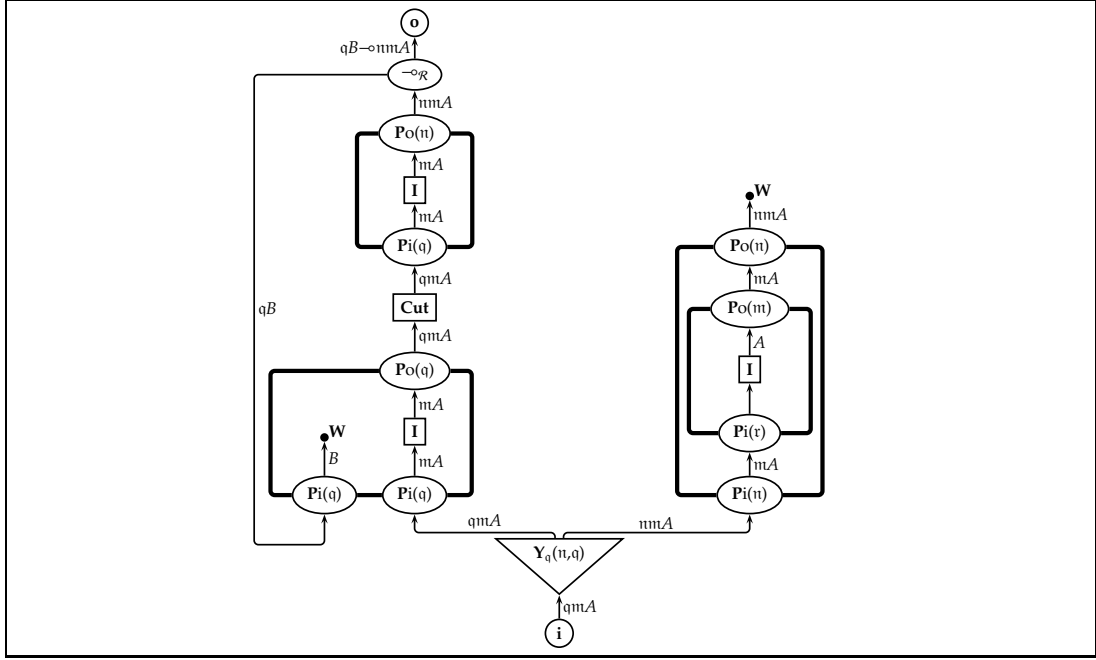 o
𝔮B⊸𝔫𝔪A
⊸ℛ
𝔫𝔪A
Po(𝔫)
𝔪A
I
𝔪A
Pi(𝔮)
𝔮𝔪A
Cut
𝔮𝔪A
Po(𝔮)
𝔪A
I
𝔪A
Pi(𝔮)
𝔮B
W
B
Pi(𝔮)
W
𝔫𝔪A
Po(𝔫)
𝔪A
Po(𝔪)
A
I
Pi(𝔯)
𝔪A
Pi(𝔫)
𝔮𝔪A
𝔫𝔪A
Y𝔮(𝔫,𝔮)
𝔮𝔪A
i